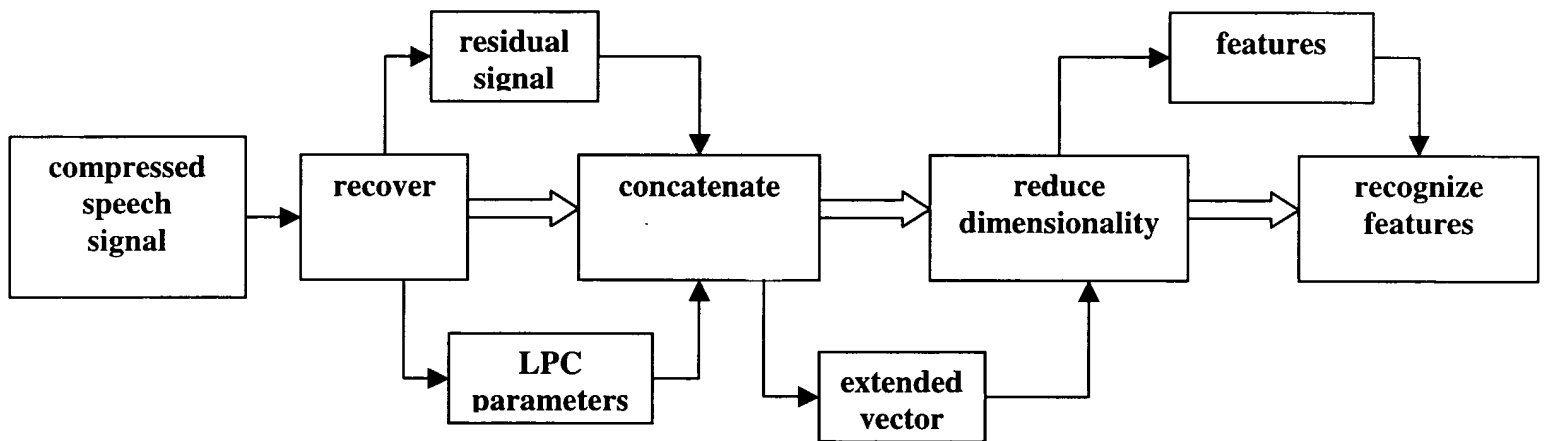 residual
signal
features
compressed
speech
signal
recover
concatenate
reduce
dimensionality
recognize
features
LPC
parameters
extended
vector